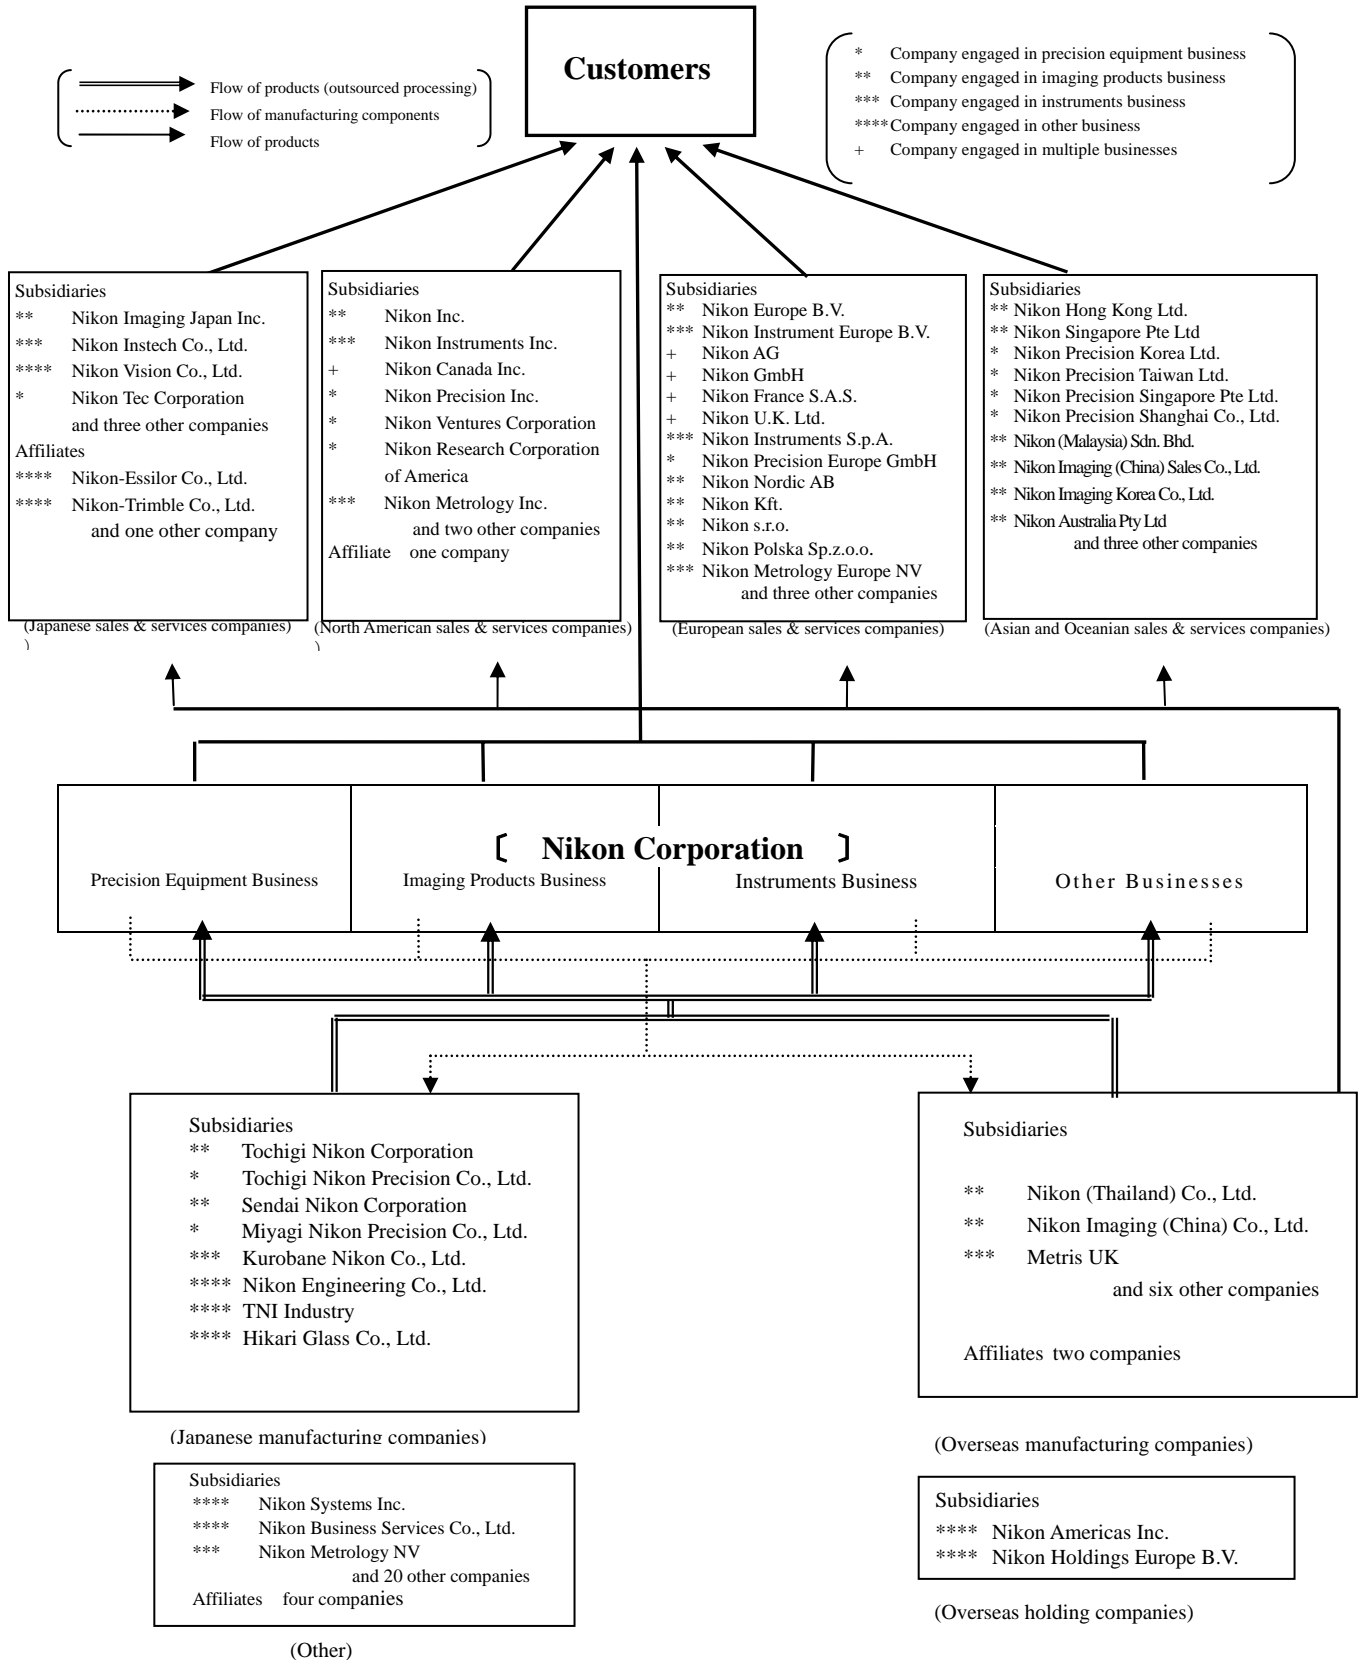 Customers
Flow of products (outsourced processing)
Flow of manufacturing components
Flow of products
* Company engaged in precision equipment business
** Company engaged in imaging products business
*** Company engaged in instruments business
**** Company engaged in other business
+ Company engaged in multiple businesses
Subsidiaries
** Nikon Imaging Japan Inc.
*** Nikon Instech Co., Ltd.
**** Nikon Vision Co., Ltd.
* Nikon Tec Corporation
and three other companies
Affiliates
**** Nikon-Essilor Co., Ltd.
**** Nikon-Trimble Co., Ltd.
and one other company
(Japanese sales & services companies)
)
Subsidiaries
** Nikon Inc.
*** Nikon Instruments Inc.
+ Nikon Canada Inc.
* Nikon Precision Inc.
* Nikon Ventures Corporation
* Nikon Research Corporation
of America
*** Nikon Metrology Inc.
and two other companies
Affiliate one company
(North American sales & services companies)
)
Subsidiaries
** Nikon Europe B.V.
*** Nikon Instrument Europe B.V.
+ Nikon AG
+ Nikon GmbH
+ Nikon France S.A.S.
+ Nikon U.K. Ltd.
*** Nikon Instruments S.p.A.
* Nikon Precision Europe GmbH
** Nikon Nordic AB
** Nikon Kft.
** Nikon s.r.o.
** Nikon Polska Sp.z.o.o.
*** Nikon Metrology Europe NV
and three other companies
(European sales & services companies)
Subsidiaries
** Nikon Hong Kong Ltd.
** Nikon Singapore Pte Ltd
* Nikon Precision Korea Ltd.
* Nikon Precision Taiwan Ltd.
* Nikon Precision Singapore Pte Ltd.
* Nikon Precision Shanghai Co., Ltd.
** Nikon (Malaysia) Sdn. Bhd.
** Nikon Imaging (China) Sales Co., Ltd.
** Nikon Imaging Korea Co., Ltd.
** Nikon Australia Pty Ltd
and three other companies
(Asian and Oceanian sales & services companies)
〔 Nikon Corporation 〕
Precision Equipment Business
Imaging Products Business
Instruments Business
Other Businesses
Subsidiaries
** Tochigi Nikon Corporation
* Tochigi Nikon Precision Co., Ltd.
** Sendai Nikon Corporation
* Miyagi Nikon Precision Co., Ltd.
*** Kurobane Nikon Co., Ltd.
**** Nikon Engineering Co., Ltd.
**** TNI Industry
**** Hikari Glass Co., Ltd.
(Japanese manufacturing companies)
Subsidiaries
** Nikon (Thailand) Co., Ltd.
** Nikon Imaging (China) Co., Ltd.
*** Metris UK
and six other companies
Affiliates two companies
(Overseas manufacturing companies)
Subsidiaries
**** Nikon Systems Inc.
**** Nikon Business Services Co., Ltd.
*** Nikon Metrology NV
and 20 other companies
Affiliates four companies
(Other)
Subsidiaries
**** Nikon Americas Inc.
**** Nikon Holdings Europe B.V.
(Overseas holding companies)